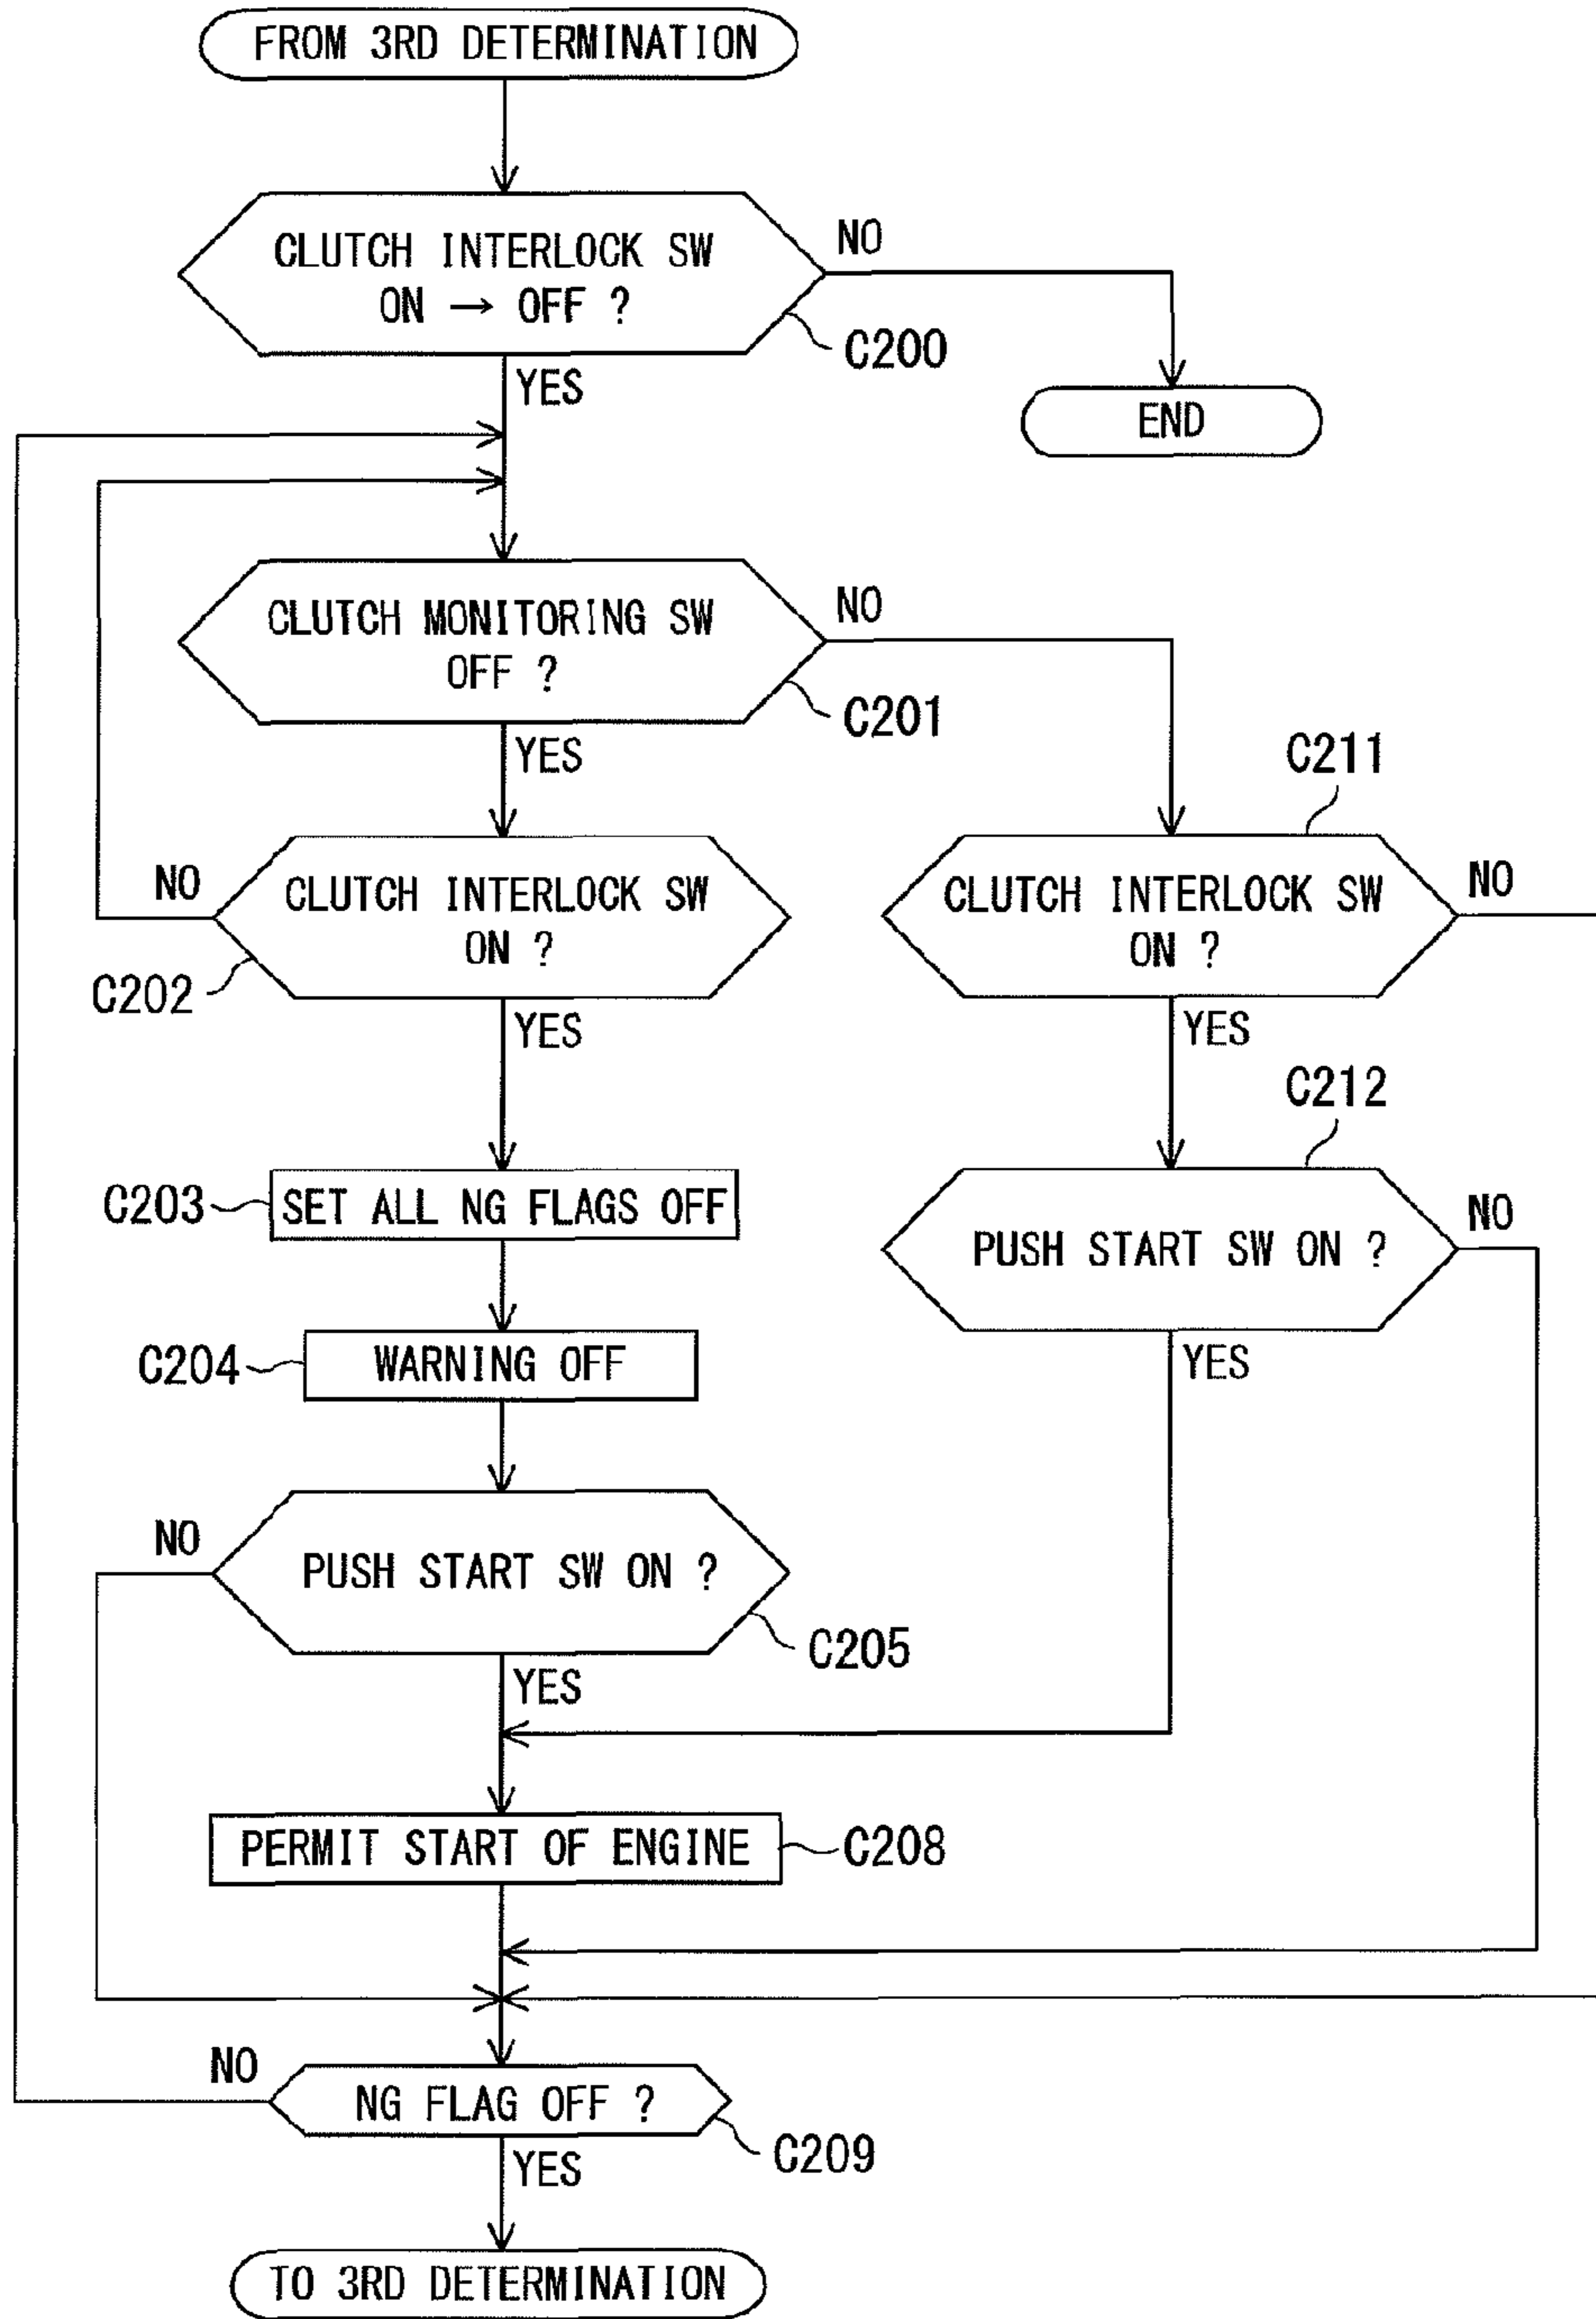 FROM 3RD DETERMINATION
CLUTCH INTERLOCK SW
ON → OFF ?
NO
C200
YES
END
CLUTCH MONITORING SW
OFF ?
NO
C201
YES
C211
NO
CLUTCH INTERLOCK SW
ON ?
C202
YES
CLUTCH INTERLOCK SW
ON ?
NO
YES
C212
C203
SET ALL NG FLAGS OFF
PUSH START SW ON ?
NO
YES
C204
WARNING OFF
NO
PUSH START SW ON ?
C205
YES
PERMIT START OF ENGINE
C208
NO
NG FLAG OFF ?
C209
YES
TO 3RD DETERMINATION